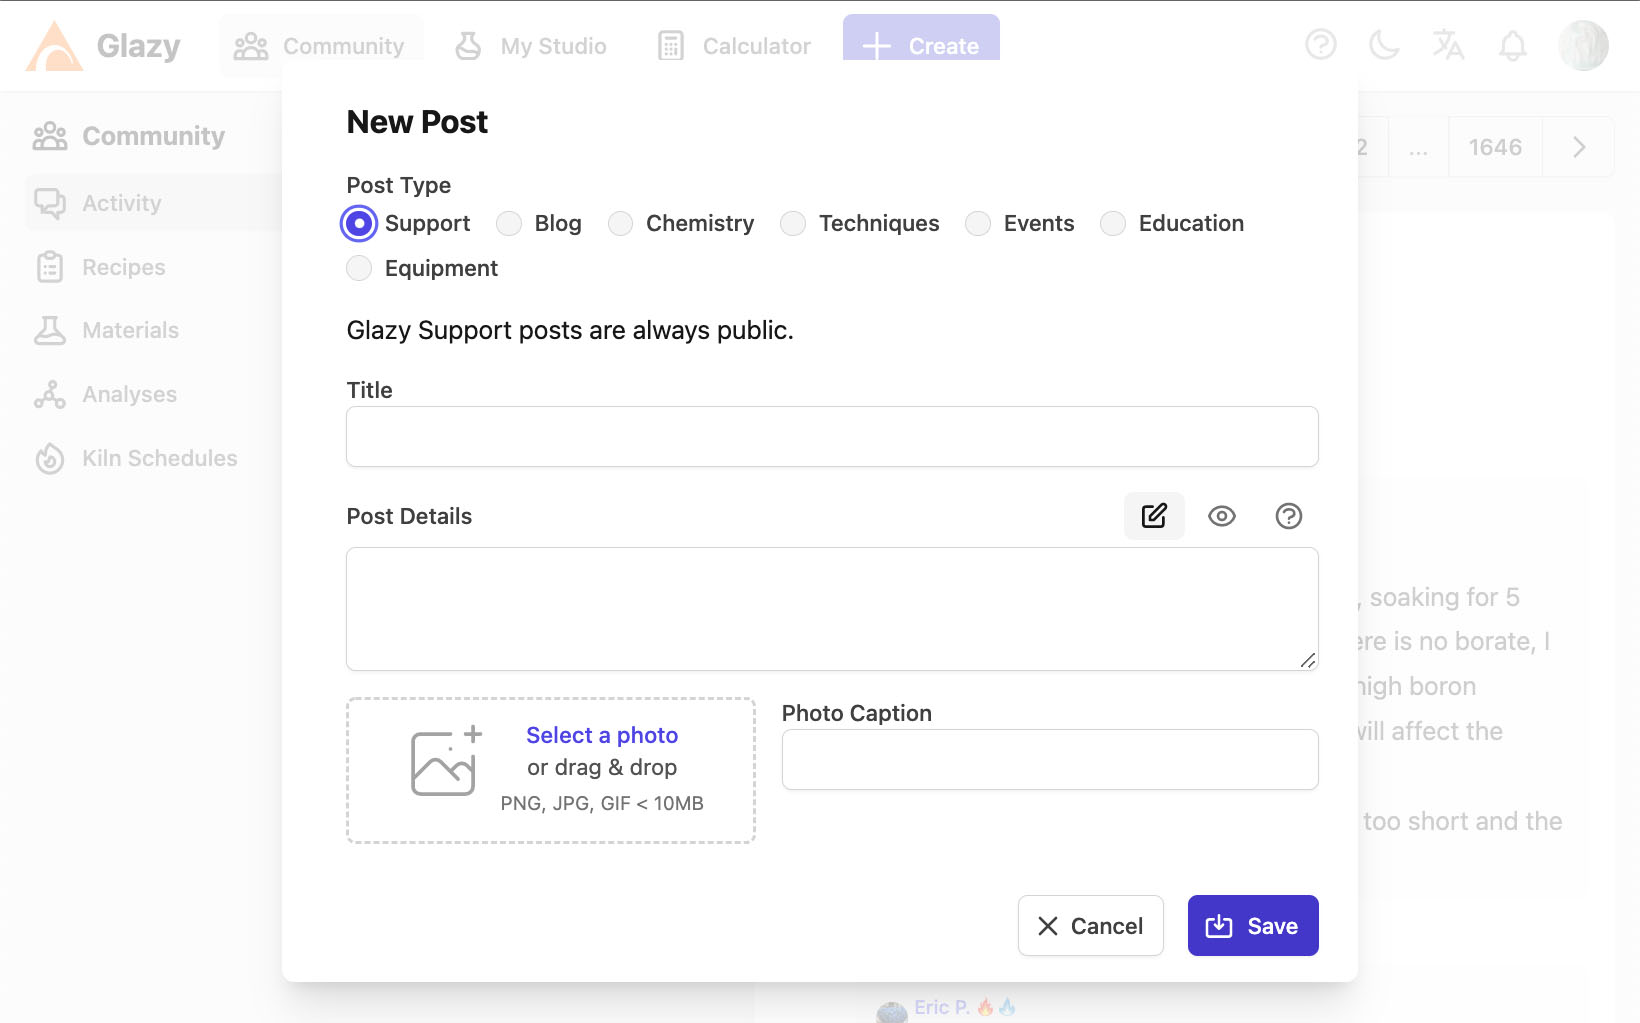 Glazy
Community
My Studio
Calculator
Create
Community
Activity
Recipes
Materials
Analyses
Kiln Schedules
2
...
1646
New Post
Post Type
Support
Blog
Chemistry
Techniques
Events
Education
Equipment
Glazy Support posts are always public.
Title
Post Details
Select a photo
or drag & drop
PNG, JPG, GIF < 10MB
Photo Caption
Cancel
Save
, soaking for 5
ere is no borate, I
high boron
will affect the
too short and the
Eric P.